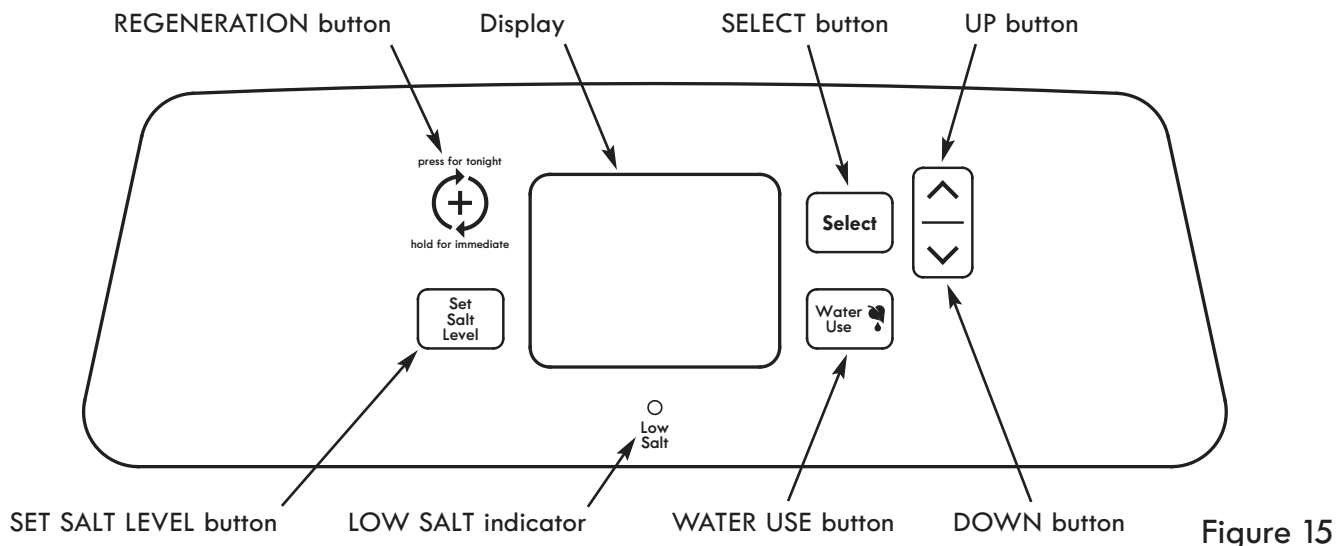 REGENERATION button
Display
SELECT button
UP button
press for tonight
hold for immediate
Select
Set
Salt
Level
Water
Use
Low
Salt
SET SALT LEVEL button
LOW SALT indicator
WATER USE button
DOWN button
Figure 15